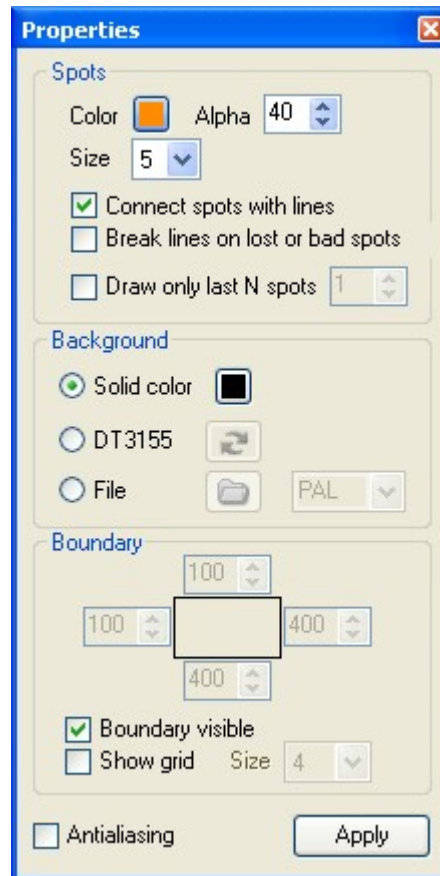 Properties
Spots
Color Alpha 40
Size 5
Connect spots with lines
Break lines on lost or bad spots
Draw only last N spots 1
Background
Solid color
DT3155
File PAL
Boundary
100
100 400
400
Boundary visible
Show grid Size 4
Antialiasing Apply